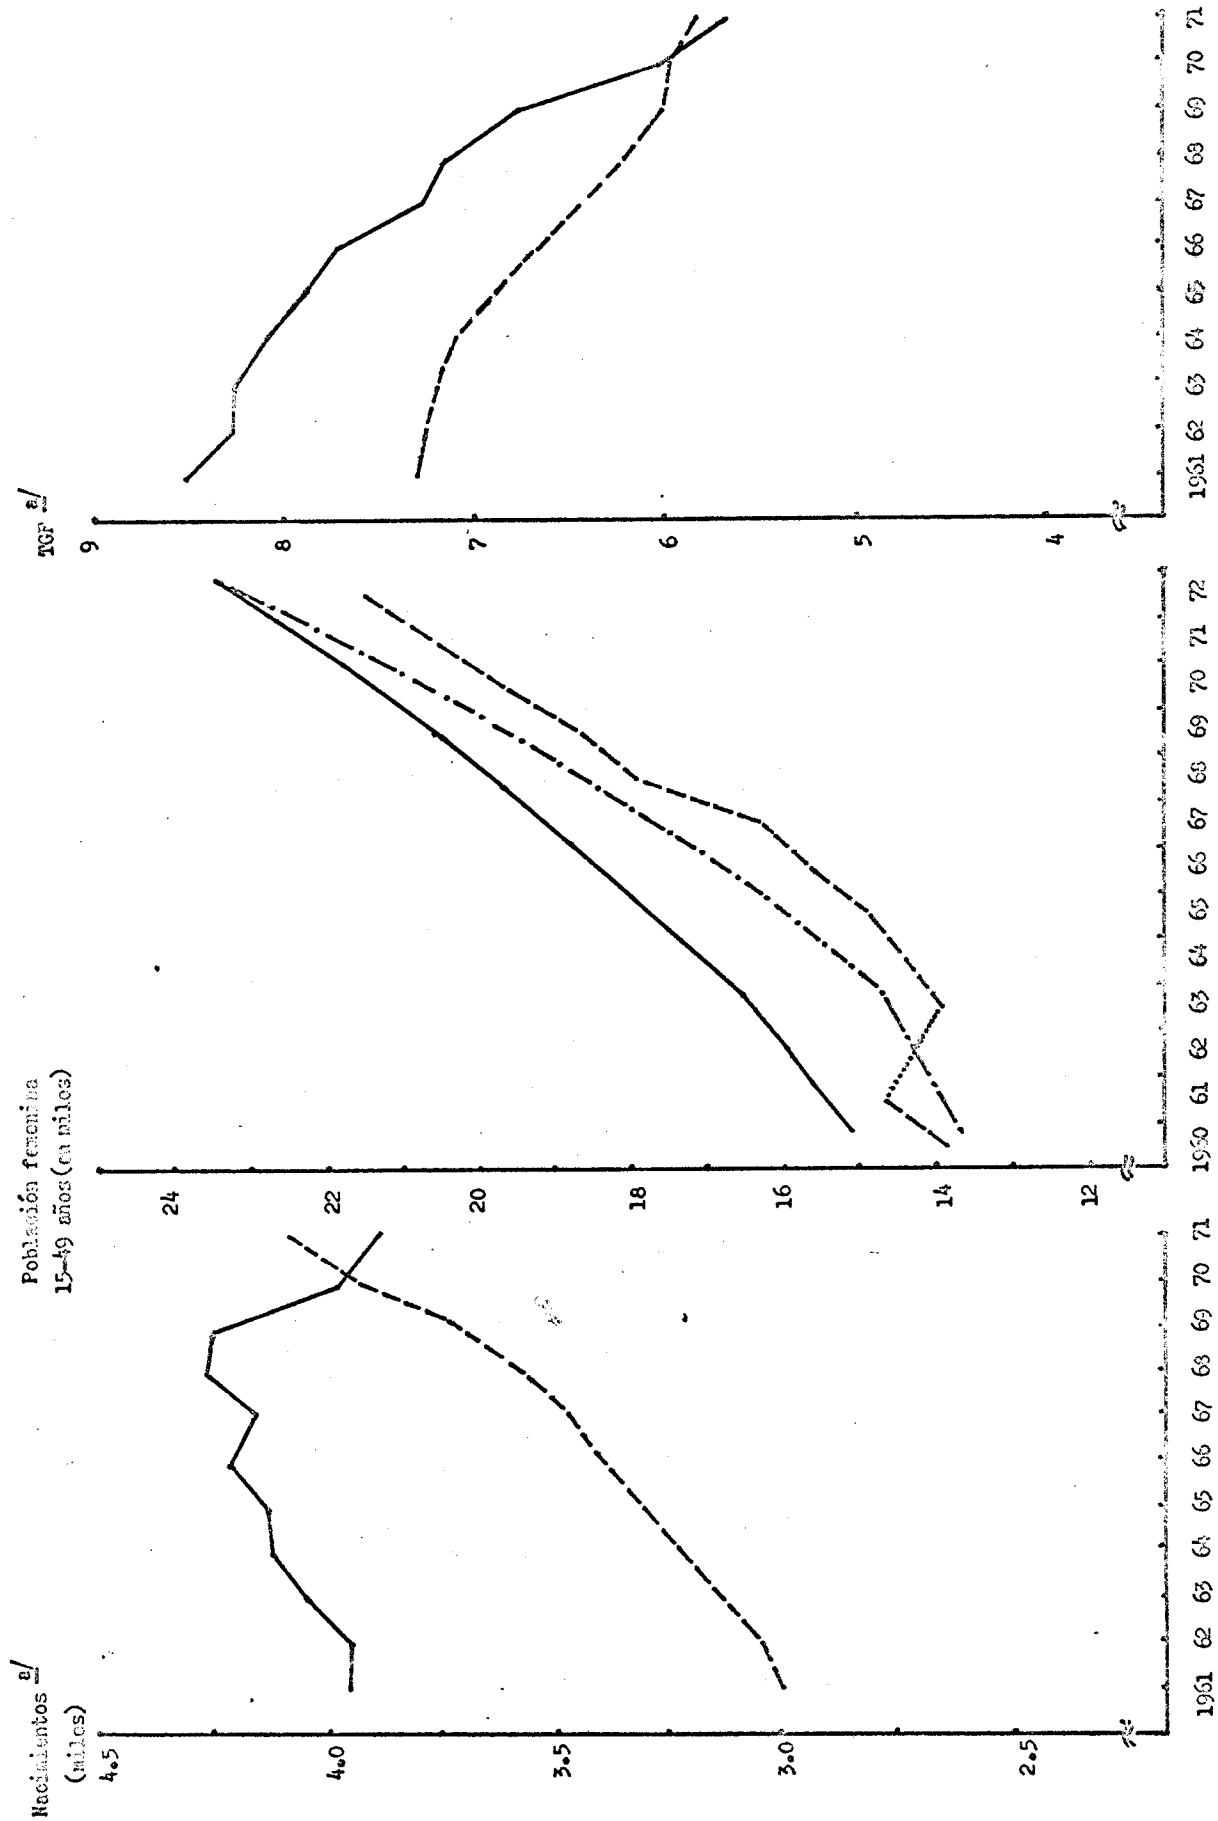 Nacimientos a/
(miles)
4.5
4.0
3.5
3.0
2.5
1961 62 63 64 65 66 67 68 69 70 71
Población femenina
15-49 años (en miles)
24
22
20
18
16
14
12
1960 61 62 63 64 65 66 67 68 69 70 71 72
TGF a/
9
8
7
6
5
4
1961 62 63 64 65 66 67 68 69 70 71